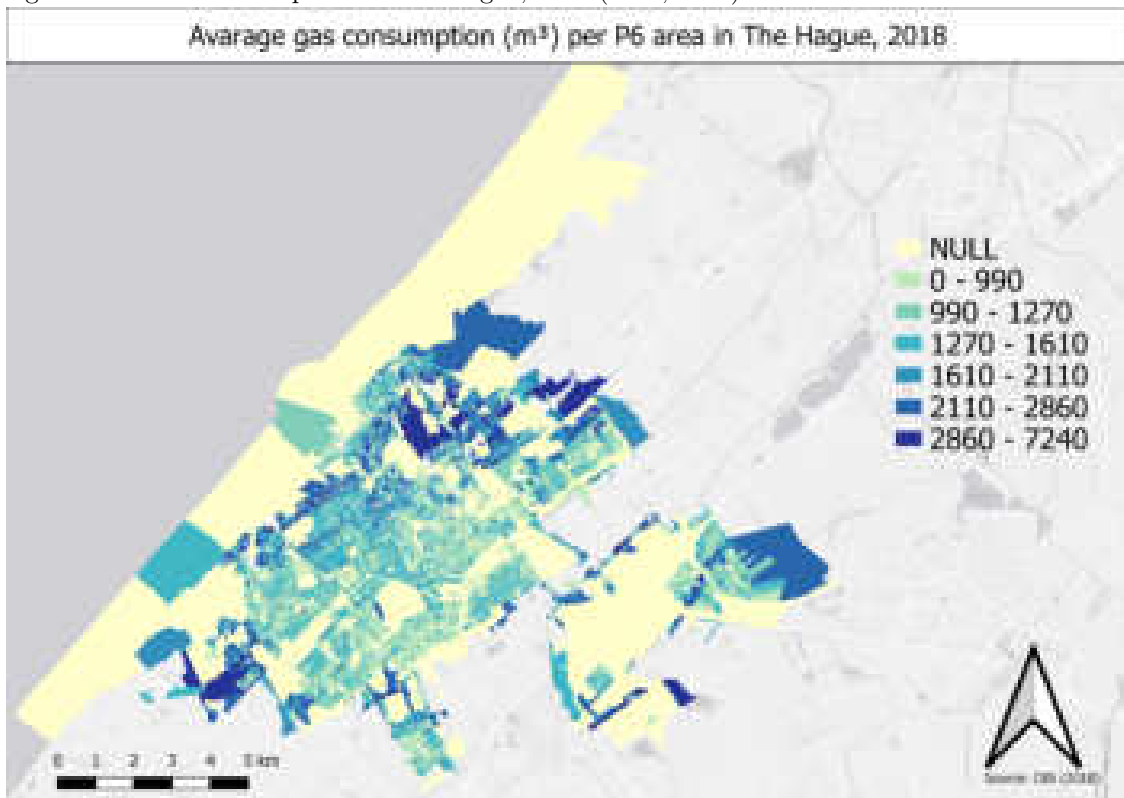 Avarage gas consumption (m³) per P6 area in The Hague, 2018
NULL
0 - 990
990 - 1270
1270 - 1610
1610 - 2110
2110 - 2860
2860 - 7240
0 1 2 3 4 5 km